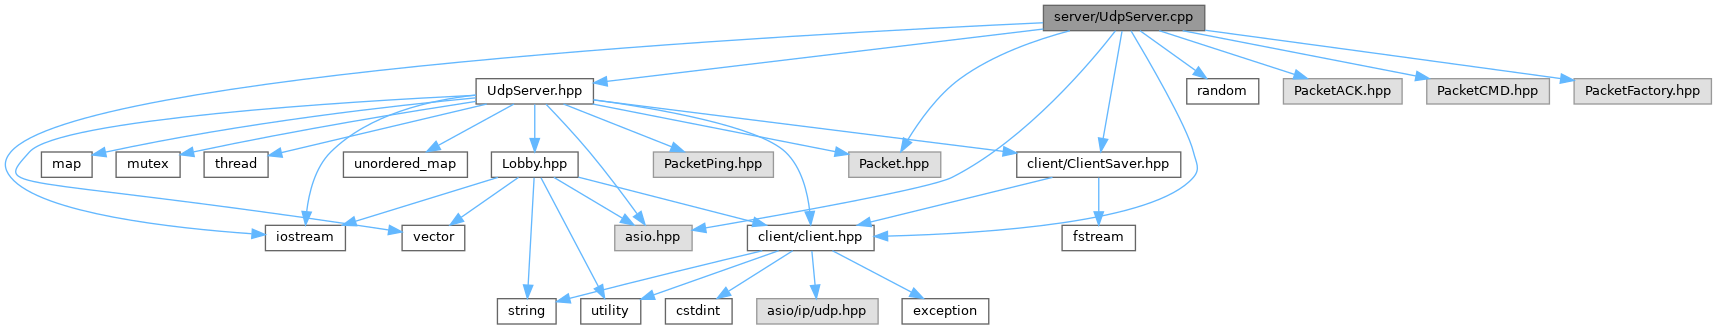 server/UdpServer.cpp
UdpServer.hpp
random
PacketACK.hpp
PacketCMD.hpp
PacketFactory.hpp
map
mutex
thread
unordered_map
Lobby.hpp
PacketPing.hpp
Packet.hpp
client/ClientSaver.hpp
iostream
vector
asio.hpp
client/client.hpp
fstream
string
utility
cstdint
asio/ip/udp.hpp
exception